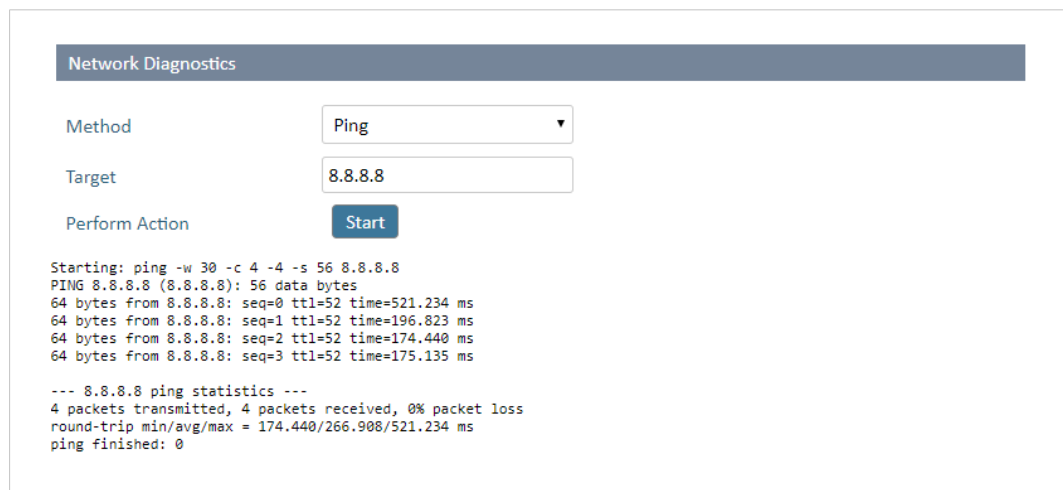 Network Diagnostics
Method Ping
Target 8.8.8.8
Perform Action Start
Starting: ping -w 30 -c 4 -4 -s 56 8.8.8.8
PING 8.8.8.8 (8.8.8.8): 56 data bytes
64 bytes from 8.8.8.8: seq=0 ttl=52 time=521.234 ms
64 bytes from 8.8.8.8: seq=1 ttl=52 time=196.823 ms
64 bytes from 8.8.8.8: seq=2 ttl=52 time=174.440 ms
64 bytes from 8.8.8.8: seq=3 ttl=52 time=175.135 ms
--- 8.8.8.8 ping statistics ---
4 packets transmitted, 4 packets received, 0% packet loss
round-trip min/avg/max = 174.440/266.908/521.234 ms
ping finished: 0